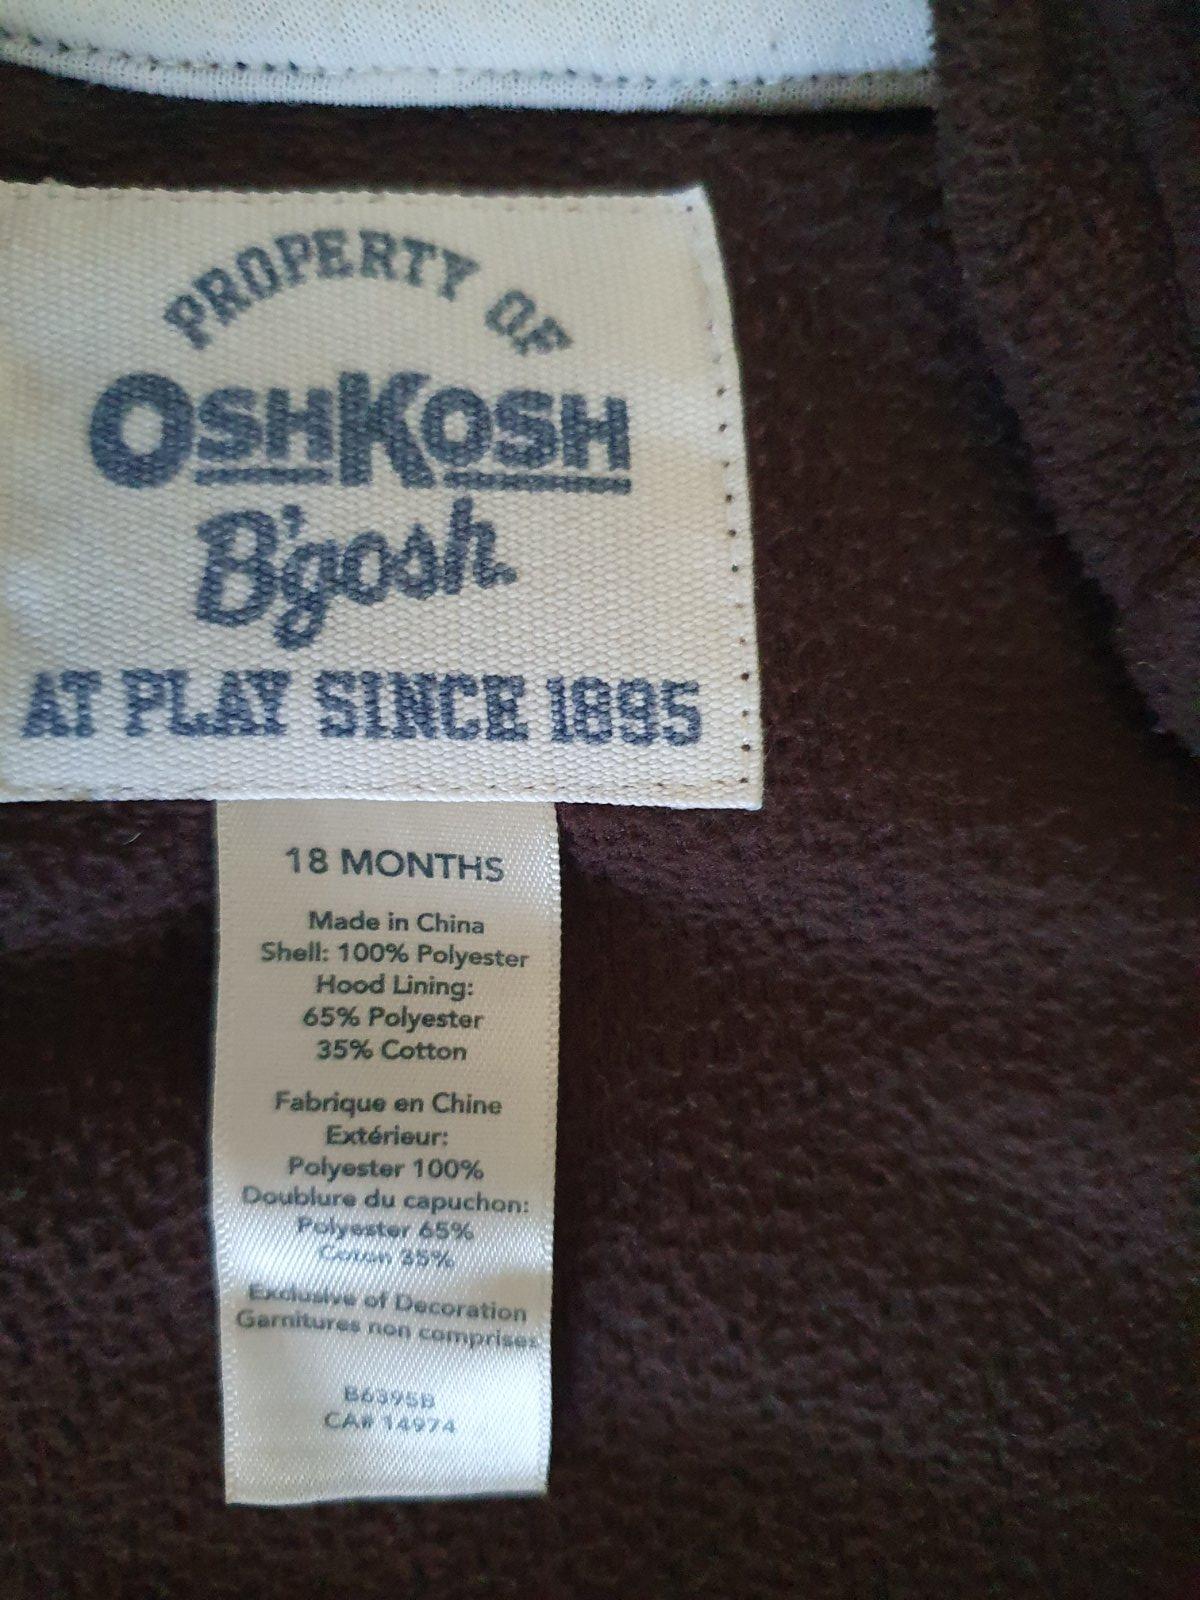 PROPERTY OF
OSHKOSH
B'gosh.
AT PLAY SINCE 1895
18 MONTHS
Made in China
Shell: 100% Polyester
Hood Lining:
65% Polyester
35% Cotton
Fabrique en Chine
Extérieur:
Polyester 100%
Doublure du capuchon:
Polyester 65%
Coton 35%
Exclusive of Decoration
Garnitures non comprises
B6395B
CA# 14974